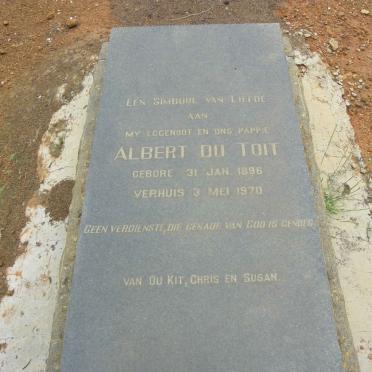 EEN SIMBOOL VAN LIEFDE
AAN
MY EGGENOOT EN ONS PAPPIE
ALBERT DU TOIT
GEBORE 31 JAN. 1896
VERHUIS 3 MEI 1970
GEEN VERDIENSTE, DIE GENADE VAN GOD IS GENOEG
VAN OU KIT, CHRIS EN SUSAN.